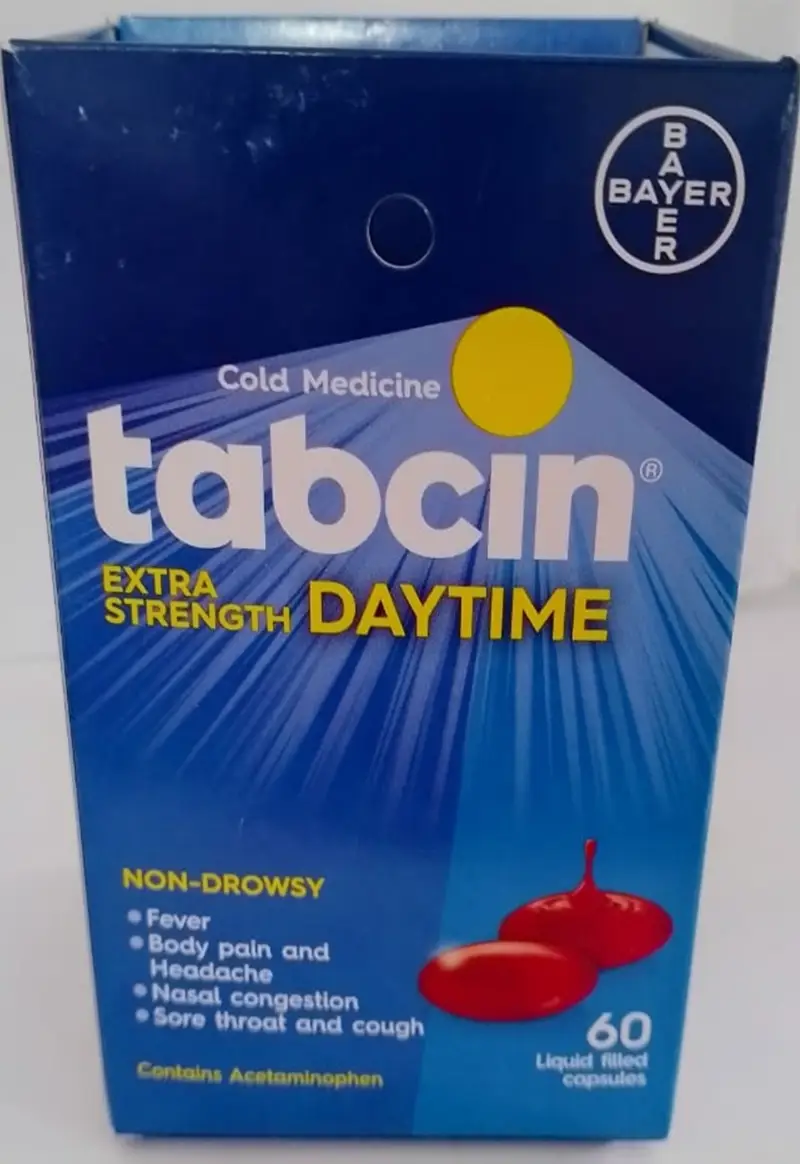 BAYER
BAYER
Cold Medicine
tabcin®
EXTRA
STRENGTH DAYTIME
NON-DROWSY
• Fever
• Body pain and
Headache
• Nasal congestion
• Sore throat and cough
Contains Acetaminophen
60
Liquid filled
capsules